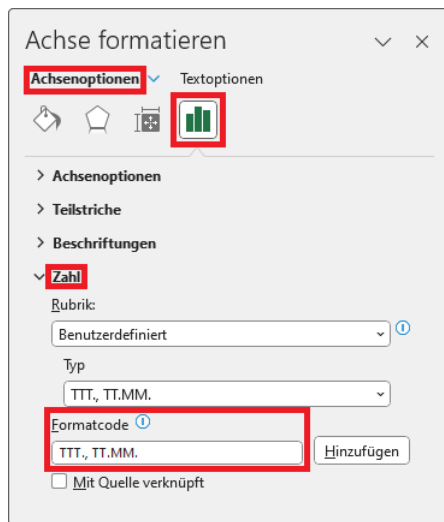 Achse formatieren
Achsenoptionen Textoptionen
Achsenoptionen
Teilstriche
Beschriftungen
Zahl
Rubrik:
Benutzerdefiniert
Typ
TTT., TT.MM.
Formatcode
TTT., TT.MM.
Hinzufügen
Mit Quelle verknüpft